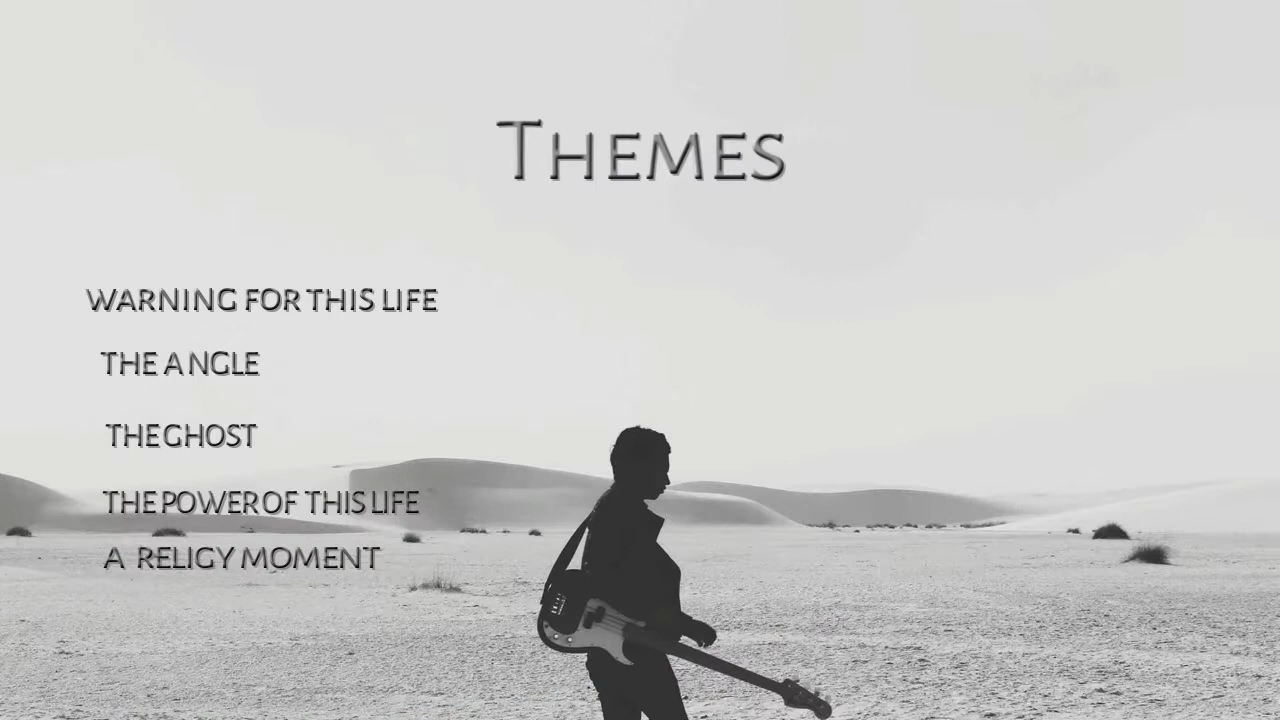 Themes
WARNING FOR THIS LIFE
THE ANGLE
THE GHOST
THE POWER OF THIS LIFE
A RELIGY MOMENT